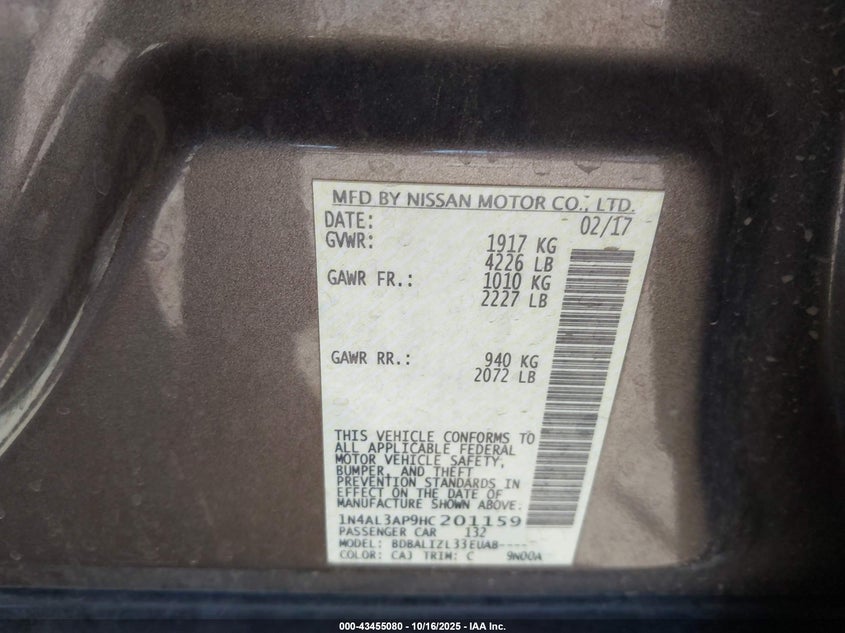 MFD BY NISSAN MOTOR CO., LTD.
DATE: 02/17
GVWR: 1917 KG
4226 LB
GAWR FR.: 1010 KG
2227 LB
GAWR RR.: 940 KG
2072 LB
THIS VEHICLE CONFORMS TO
ALL APPLICABLE FEDERAL
MOTOR VEHICLE SAFETY,
BUMPER, AND THEFT
PREVENTION STANDARDS IN
EFFECT ON THE DATE OF
MANUFACTURE SHOWN ABOVE.
1N4AL3AP9HC201159
PASSENGER CAR 132
MODEL: BDBALIZL33EUAB----
COLOR: CAJ TRIM: C 9N00A
000-43455080 - 10/16/2025 - IAA Inc.